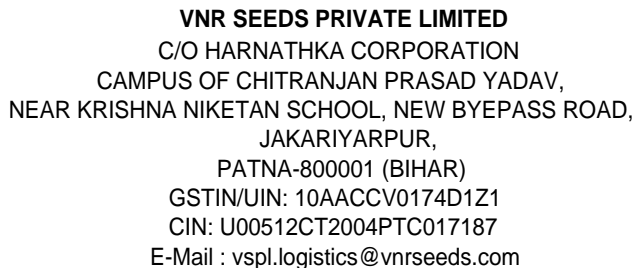 VNR SEEDS PRIVATE LIMITED
C/O HARNATHKA CORPORATION
CAMPUS OF CHITRANJAN PRASAD YADAV,
NEAR KRISHNA NIKETAN SCHOOL, NEW BYEPASS ROAD,
JAKARIYARPUR,
PATNA-800001 (BIHAR)
GSTIN/UIN: 10AACCV0174D1Z1
CIN: U00512CT2004PTC017187
E-Mail : vspl.logistics@vnrseeds.com